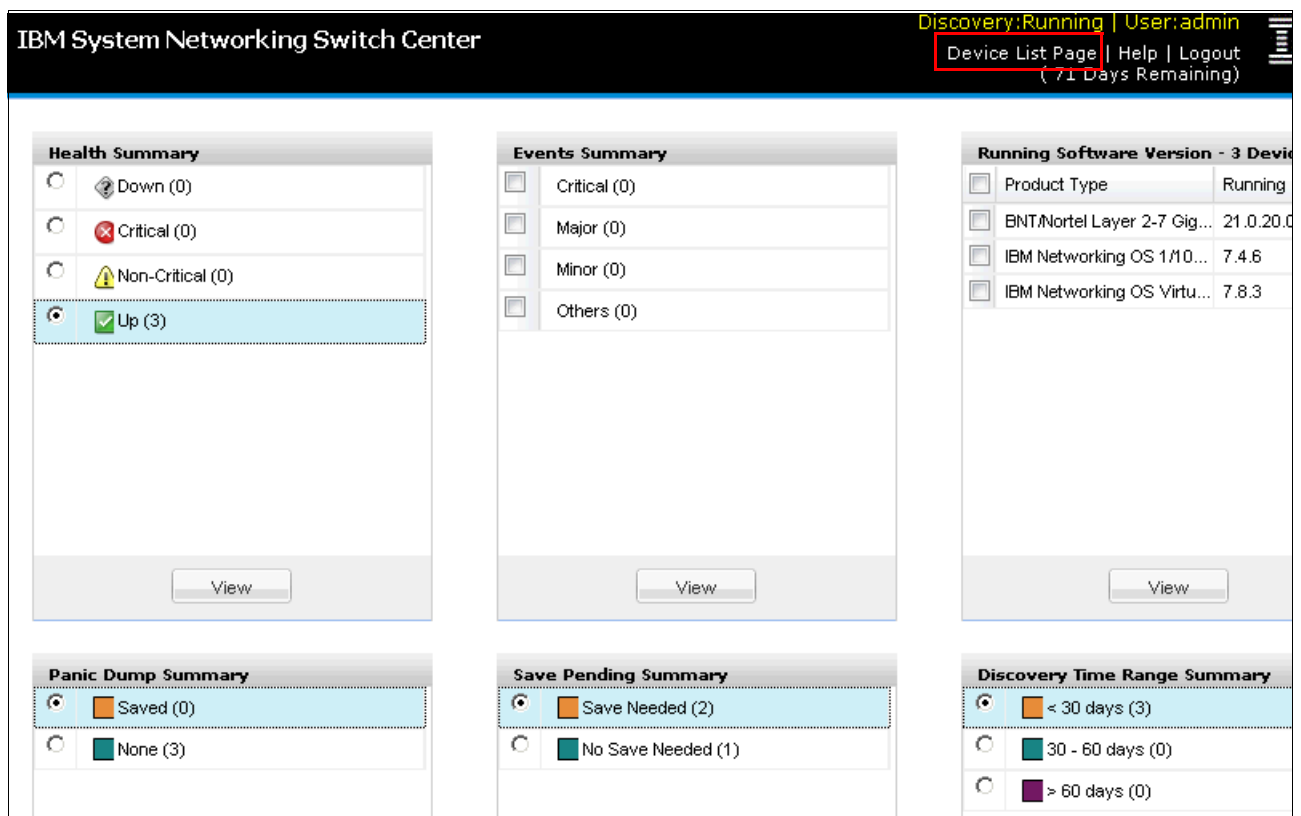 IBM System Networking Switch Center
Discovery:Running | User:admin
Device List Page | Help | Logout
( 71 Days Remaining)
Health Summary
Down (0)
Critical (0)
Non-Critical (0)
Up (3)
View
Events Summary
Critical (0)
Major (0)
Minor (0)
Others (0)
View
Running Software Version - 3 Devic
Product Type Running
BNT/Nortel Layer 2-7 Gig... 21.0.20.0
IBM Networking OS 1/10... 7.4.6
IBM Networking OS Virtu... 7.8.3
View
Panic Dump Summary
Saved (0)
None (3)
Save Pending Summary
Save Needed (2)
No Save Needed (1)
Discovery Time Range Summary
< 30 days (3)
30 - 60 days (0)
> 60 days (0)